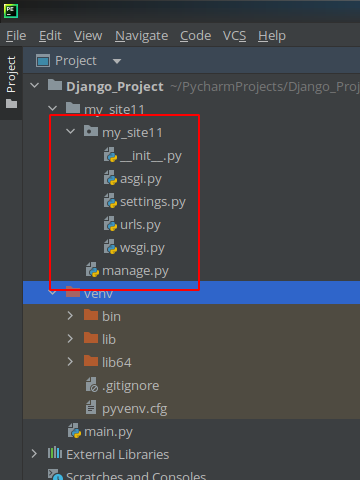 PC
File Edit View Navigate Code VCS Help
Project
Project
Django_Project ~/PycharmProjects/Django_Proj
my_site11
my_site11
__init__.py
asgi.py
settings.py
urls.py
wsgi.py
manage.py
venv
bin
lib
lib64
.gitignore
pyvenv.cfg
main.py
External Libraries
Scratches and Consoles